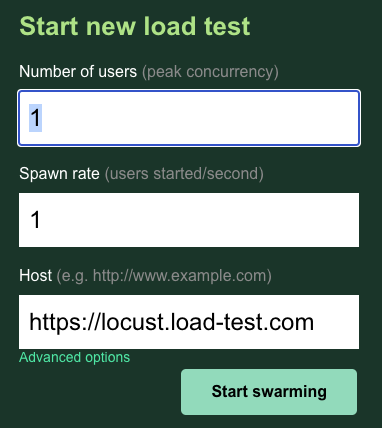 Start new load test
Number of users (peak concurrency)
1
Spawn rate (users started/second)
1
Host (e.g. http://www.example.com)
https://locust.load-test.com
Advanced options
Start swarming